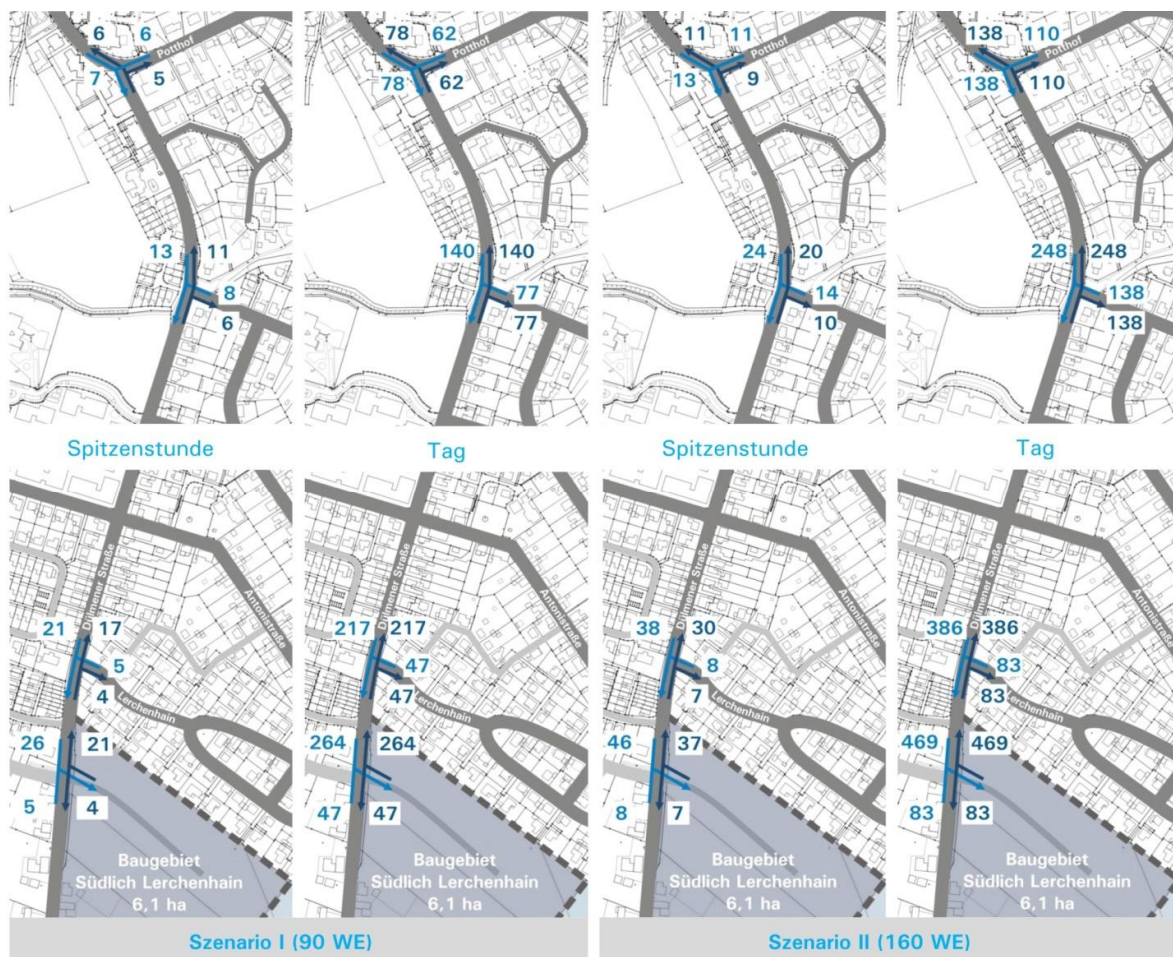 6 6
Potthof
7 5
13 11
8
6
78 62
78 62
140 140
77
77
11 11
Potthof
13 9
24 20
14
10
138 110
Potthof
138 110
248 248
138
138
Spitzenstunde
Tag
Spitzenstunde
Tag
Dülmener Straße
Antonistraße
21 17
5
4
Lerchenhain
26 21
5 4
Baugebiet
Südlich Lerchenhain
6,1 ha
Dülmener Straße
Antonistraße
217 217
47
47
Lerchenhain
264 264
47 47
Baugebiet
Südlich Lerchenhain
6,1 ha
Dülmener Straße
Antonistraße
38 30
8
7
Lerchenhain
46 37
8 7
Baugebiet
Südlich Lerchenhain
6,1 ha
Dülmener Straße
Antonistraße
386 386
83
83
Lerchenhain
469 469
83 83
Baugebiet
Südlich Lerchenhain
6,1 ha
Szenario I (90 WE)
Szenario II (160 WE)